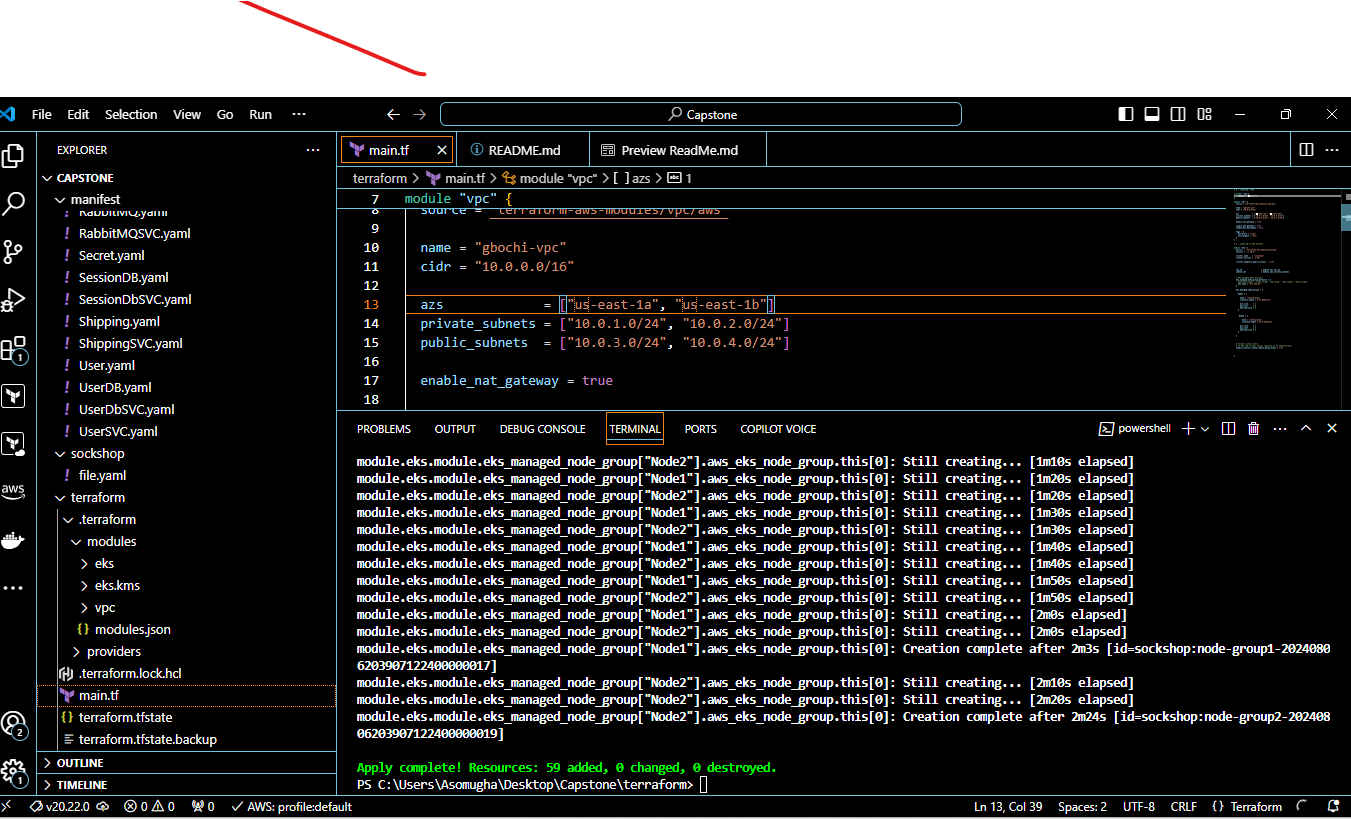 File Edit Selection View Go Run ···
Capstone
EXPLORER ···
CAPSTONE
manifest
! RabbitMQ.yaml
! RabbitMQSVC.yaml
! Secret.yaml
! SessionDB.yaml
! SessionDbSVC.yaml
! Shipping.yaml
! ShippingSVC.yaml
! User.yaml
! UserDB.yaml
! UserDbSVC.yaml
! UserSVC.yaml
sockshop
! file.yaml
terraform
.terraform
modules
eks
eks.kms
vpc
{} modules.json
providers
.terraform.lock.hcl
main.tf
{} terraform.tfstate
terraform.tfstate.backup
OUTLINE
TIMELINE
1
aws
2
1
main.tf README.md Preview ReadMe.md
terraform > main.tf > module "vpc" > [ ] azs > abc 1
7 module "vpc" {
8 source = "terraform-aws-modules/vpc/aws"
9
10 name = "gbochi-vpc"
11 cidr = "10.0.0.0/16"
12
13 azs = ["us-east-1a", "us-east-1b"]
14 private_subnets = ["10.0.1.0/24", "10.0.2.0/24"]
15 public_subnets = ["10.0.3.0/24", "10.0.4.0/24"]
16
17 enable_nat_gateway = true
18
PROBLEMS OUTPUT DEBUG CONSOLE TERMINAL PORTS COPILOT VOICE powershell
module.eks.module.eks_managed_node_group["Node2"].aws_eks_node_group.this[0]: Still creating... [1m10s elapsed]
module.eks.module.eks_managed_node_group["Node1"].aws_eks_node_group.this[0]: Still creating... [1m20s elapsed]
module.eks.module.eks_managed_node_group["Node2"].aws_eks_node_group.this[0]: Still creating... [1m20s elapsed]
module.eks.module.eks_managed_node_group["Node1"].aws_eks_node_group.this[0]: Still creating... [1m30s elapsed]
module.eks.module.eks_managed_node_group["Node2"].aws_eks_node_group.this[0]: Still creating... [1m30s elapsed]
module.eks.module.eks_managed_node_group["Node1"].aws_eks_node_group.this[0]: Still creating... [1m40s elapsed]
module.eks.module.eks_managed_node_group["Node2"].aws_eks_node_group.this[0]: Still creating... [1m40s elapsed]
module.eks.module.eks_managed_node_group["Node1"].aws_eks_node_group.this[0]: Still creating... [1m50s elapsed]
module.eks.module.eks_managed_node_group["Node2"].aws_eks_node_group.this[0]: Still creating... [1m50s elapsed]
module.eks.module.eks_managed_node_group["Node1"].aws_eks_node_group.this[0]: Still creating... [2m0s elapsed]
module.eks.module.eks_managed_node_group["Node2"].aws_eks_node_group.this[0]: Still creating... [2m0s elapsed]
module.eks.module.eks_managed_node_group["Node1"].aws_eks_node_group.this[0]: Creation complete after 2m3s [id=sockshop:node-group1-2024080
6203907122400000017]
module.eks.module.eks_managed_node_group["Node2"].aws_eks_node_group.this[0]: Still creating... [2m10s elapsed]
module.eks.module.eks_managed_node_group["Node2"].aws_eks_node_group.this[0]: Still creating... [2m20s elapsed]
module.eks.module.eks_managed_node_group["Node2"].aws_eks_node_group.this[0]: Creation complete after 2m24s [id=sockshop:node-group2-202408
06203907122400000019]
Apply complete! Resources: 59 added, 0 changed, 0 destroyed.
PS C:\Users\Asomugha\Desktop\Capstone\terraform>
v20.22.0 0 0 0 AWS: profile:default Ln 13, Col 39 Spaces: 2 UTF-8 CRLF {} Terraform